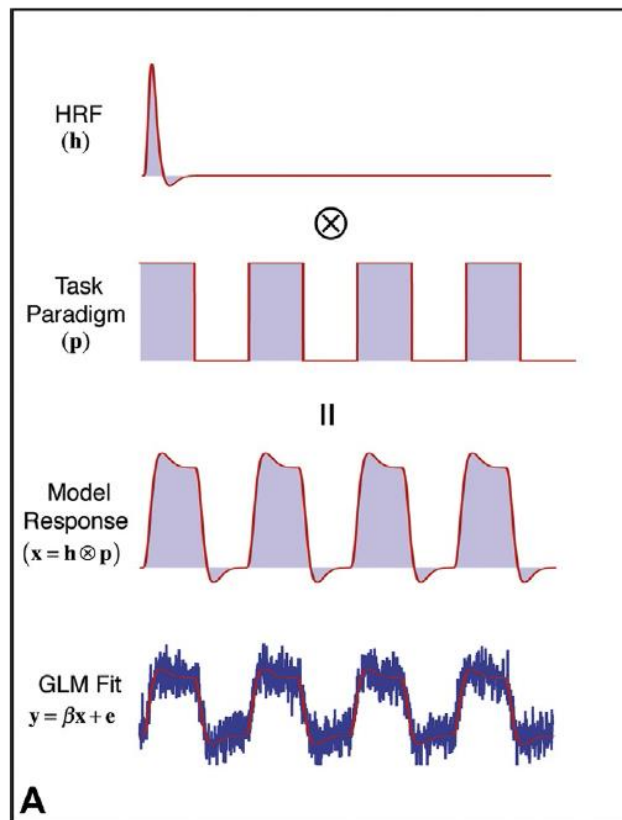 HRF
(h)
⊗
Task
Paradigm
(p)
=
Model
Response
(x = h ⊗ p)
GLM Fit
y = βx + e
A